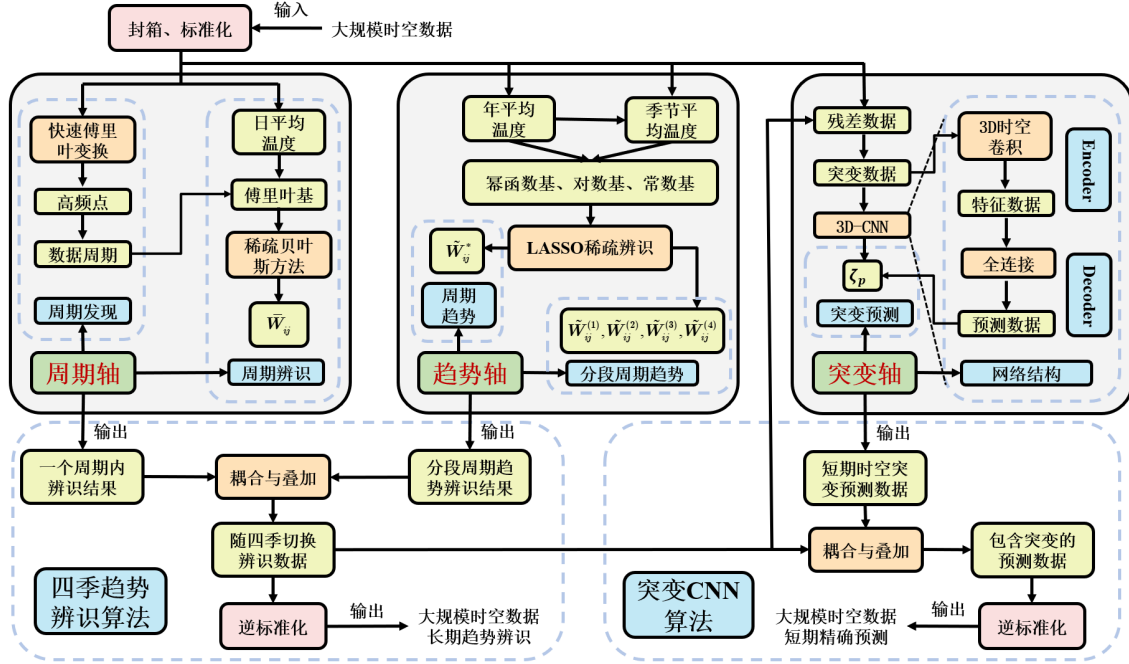 封箱、标准化
输入
大规模时空数据
快速傅里
叶变换
高频点
数据周期
周期发现
周期轴
日平均
温度
傅里叶基
稀疏贝叶
斯方法
W̄ij
周期辨识
年平均
温度
季节平
均温度
幂函数基、对数基、常数基
LASSO稀疏辨识
W̃*ij
周期
趋势
W̃ij(1), W̃ij(2), W̃ij(3), W̃ij(4)
趋势轴
分段周期趋势
残差数据
突变数据
3D-CNN
ζp
突变预测
突变轴
3D时空
卷积
特征数据
全连接
预测数据
Encoder
Decoder
网络结构
输出
一个周期内
辨识结果
耦合与叠加
输出
分段周期趋
势辨识结果
随四季切换
辨识数据
四季趋势
辨识算法
逆标准化
输出
大规模时空数据
长期趋势辨识
输出
短期时空突
变预测数据
耦合与叠加
包含突变的
预测数据
突变CNN
算法
逆标准化
输出
大规模时空数据
短期精确预测